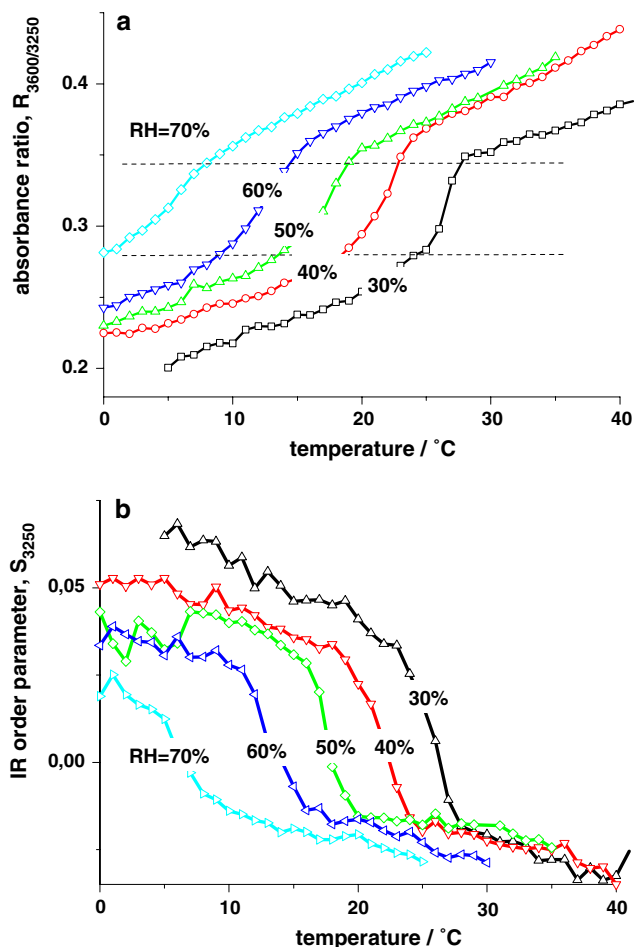 a
absorbance ratio, R3600/3250
0.4
0.3
0.2
RH=70%
60%
50%
40%
30%
0 10 20 30 40
temperature / ˚C
b
IR order parameter, S3250
0,05
0,00
RH=70%
60%
50%
40%
30%
0 10 20 30 40
temperature / ˚C